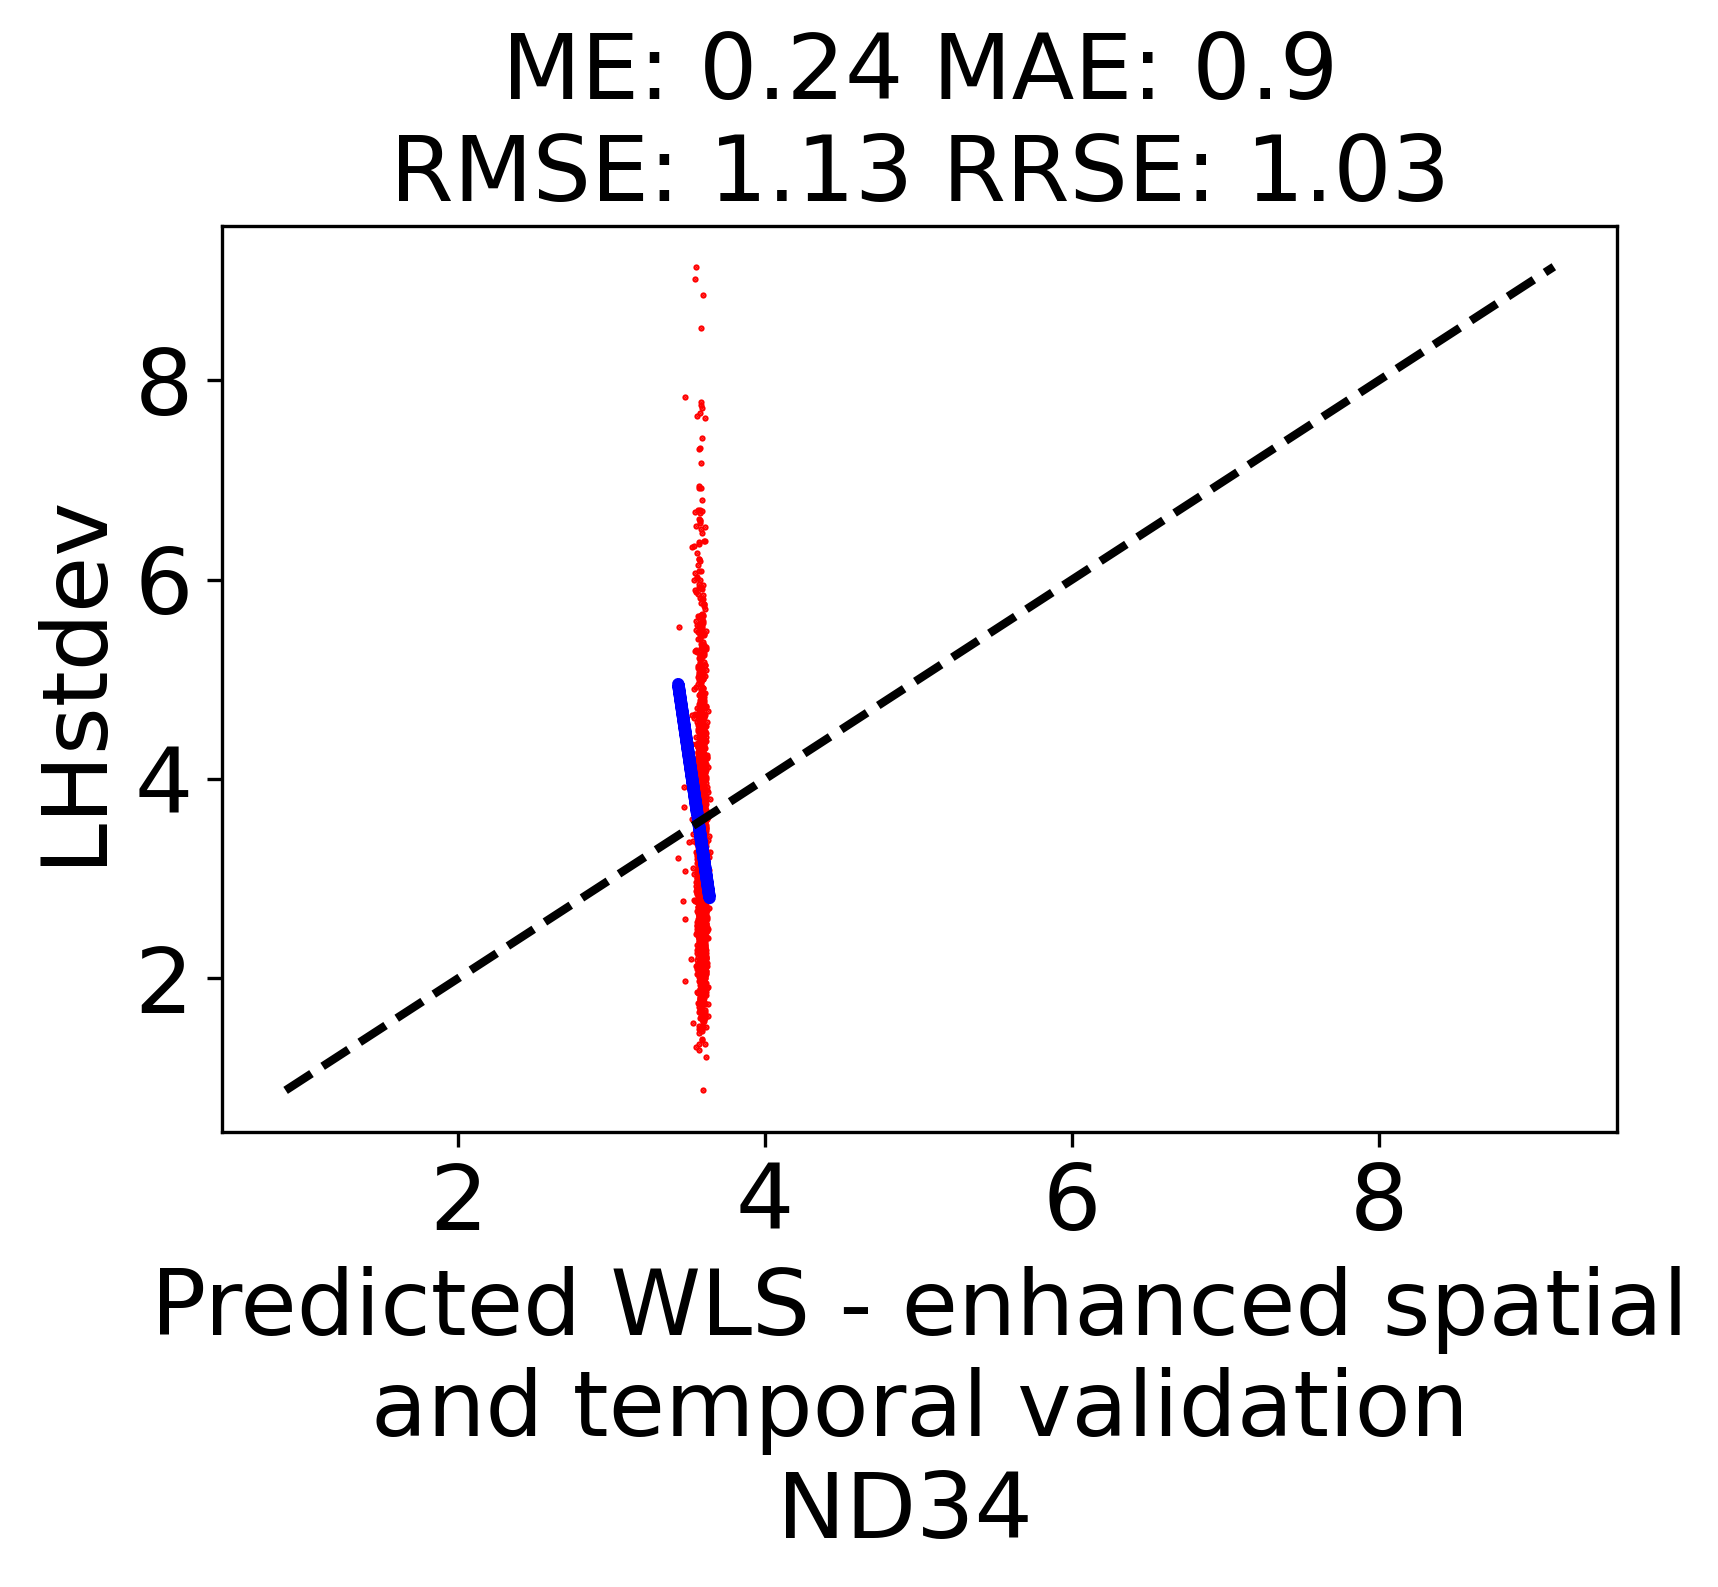 ME: 0.24 MAE: 0.9
RMSE: 1.13 RRSE: 1.03
LHstdev
8
6
4
2
2 4 6 8
Predicted WLS - enhanced spatial
and temporal validation
ND34